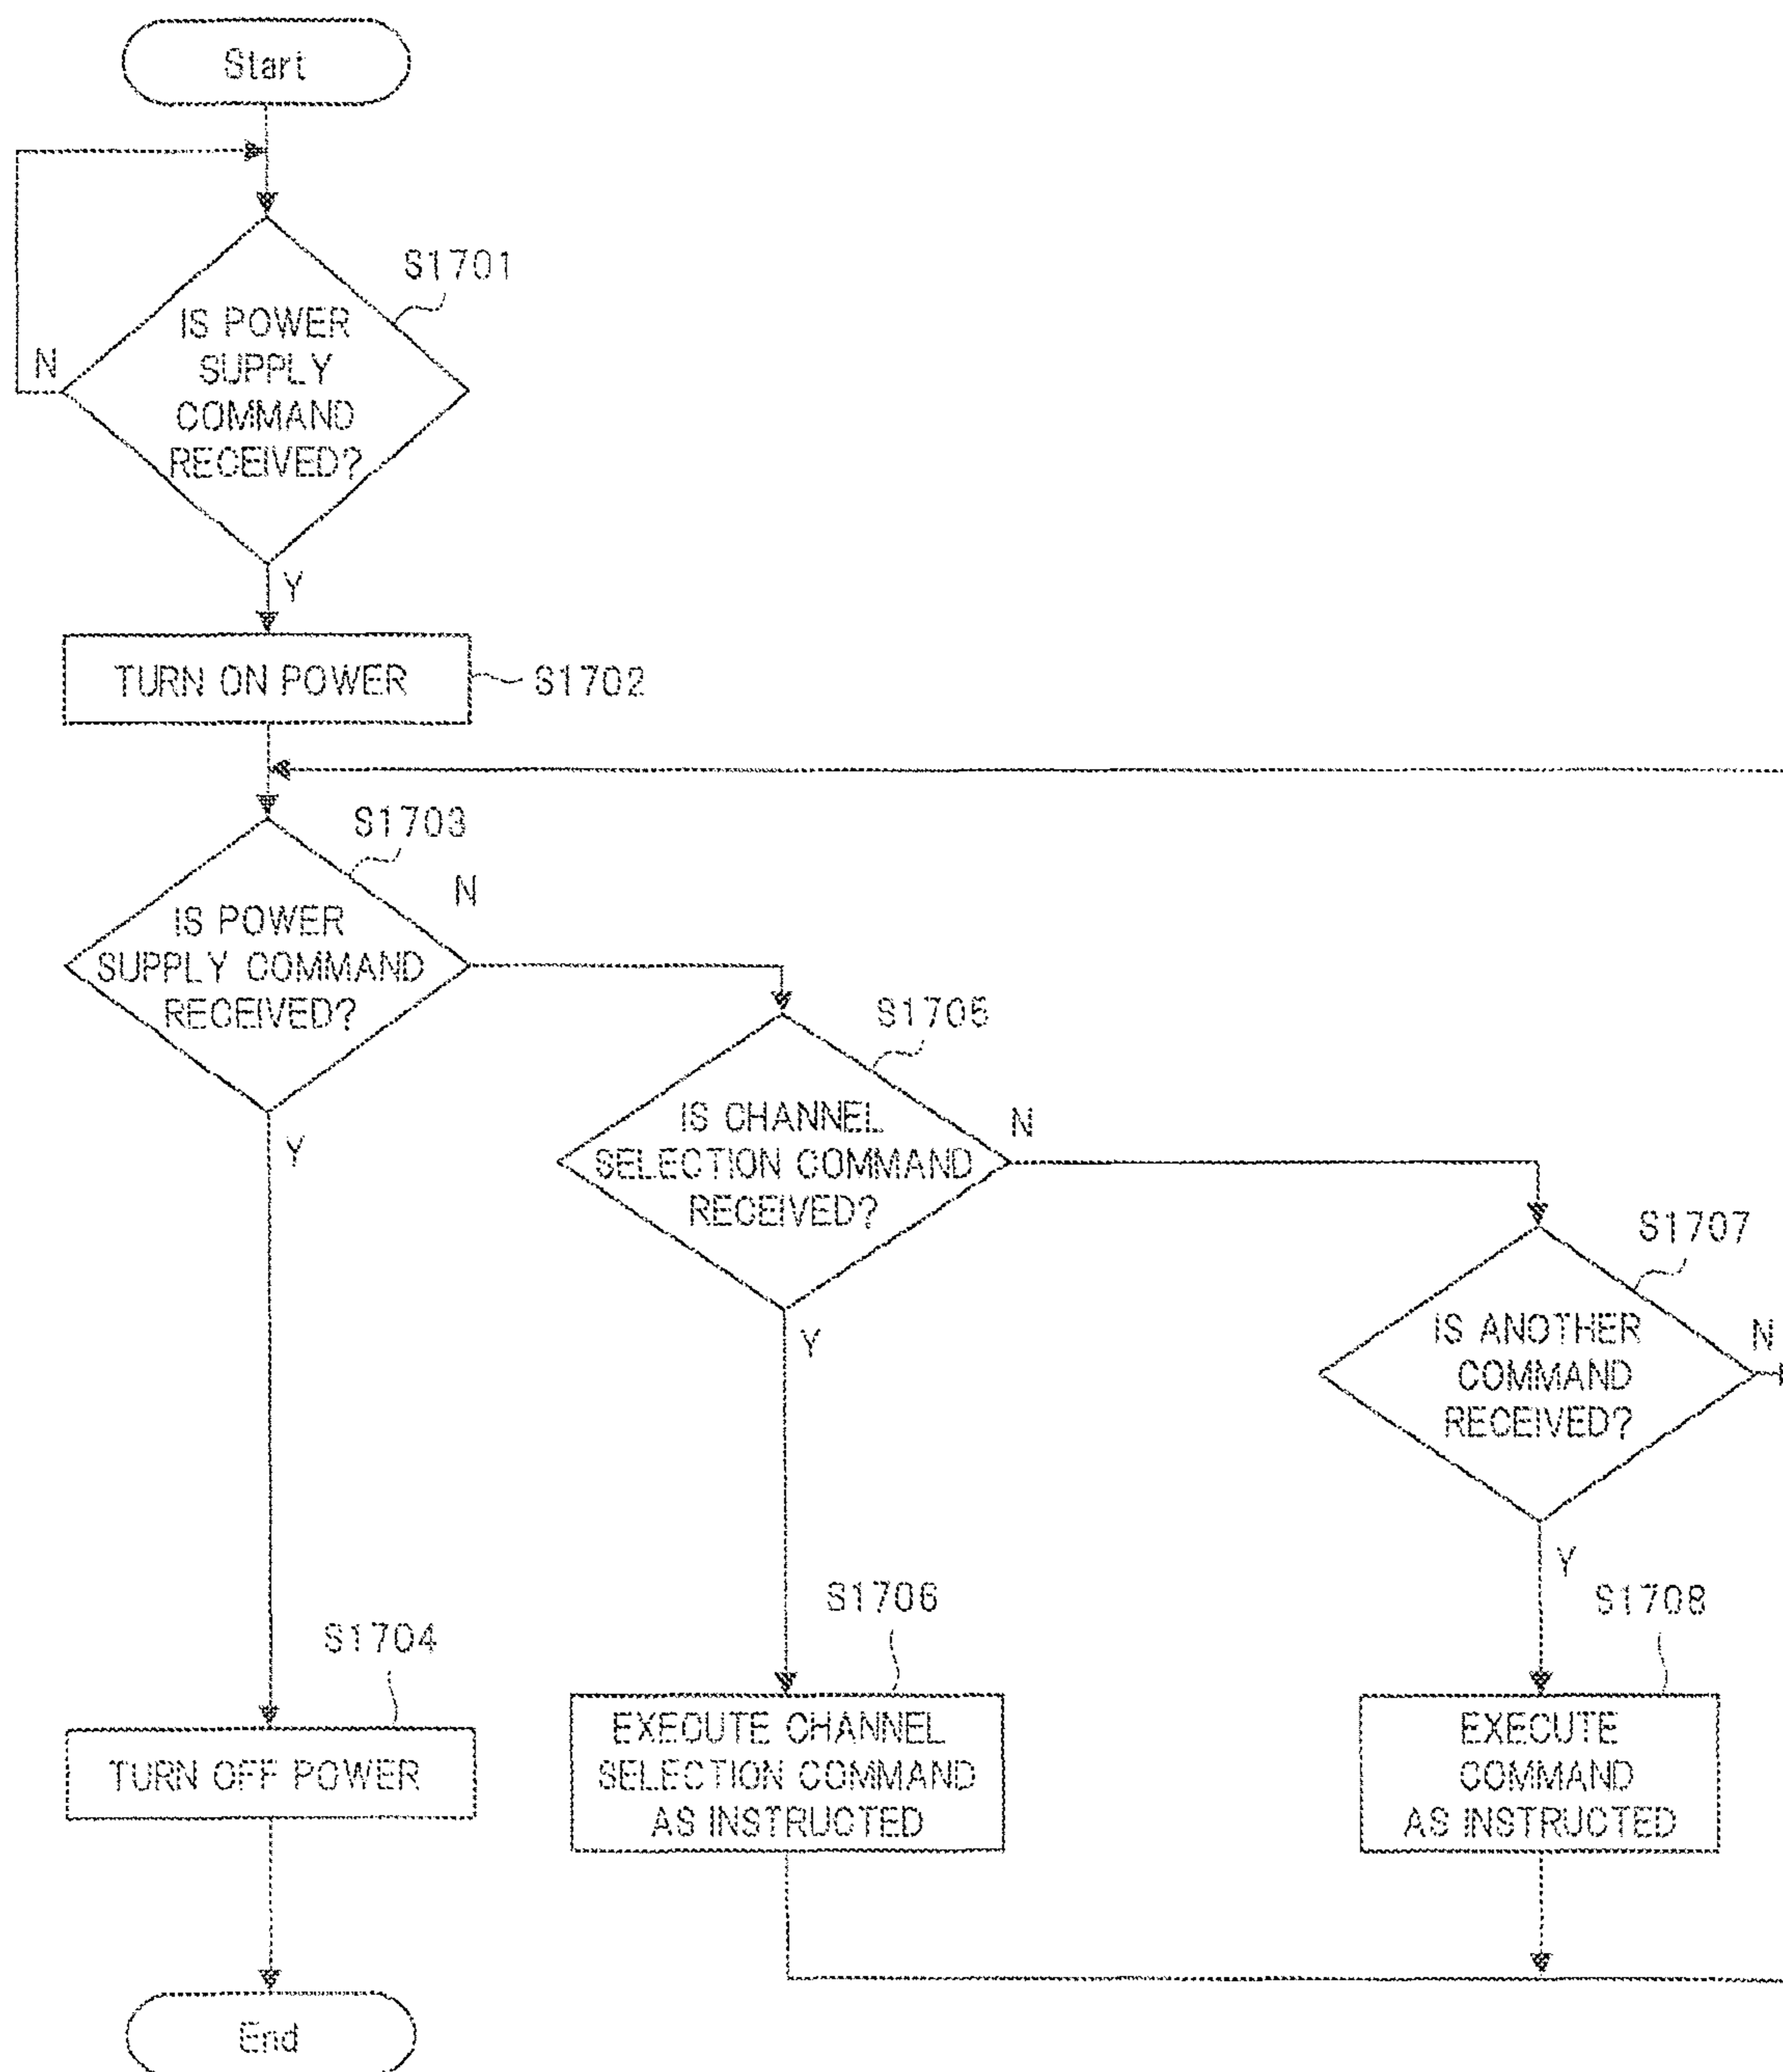 Start
S1701
IS POWER
SUPPLY
COMMAND
RECEIVED?
N
Y
TURN ON POWER
S1702
S1703
N
IS POWER
SUPPLY COMMAND
RECEIVED?
Y
S1705
IS CHANNEL
SELECTION COMMAND
RECEIVED?
N
Y
S1707
IS ANOTHER
COMMAND
RECEIVED?
N
Y
S1704
TURN OFF POWER
S1706
EXECUTE CHANNEL
SELECTION COMMAND
AS INSTRUCTED
S1708
EXECUTE
COMMAND
AS INSTRUCTED
End